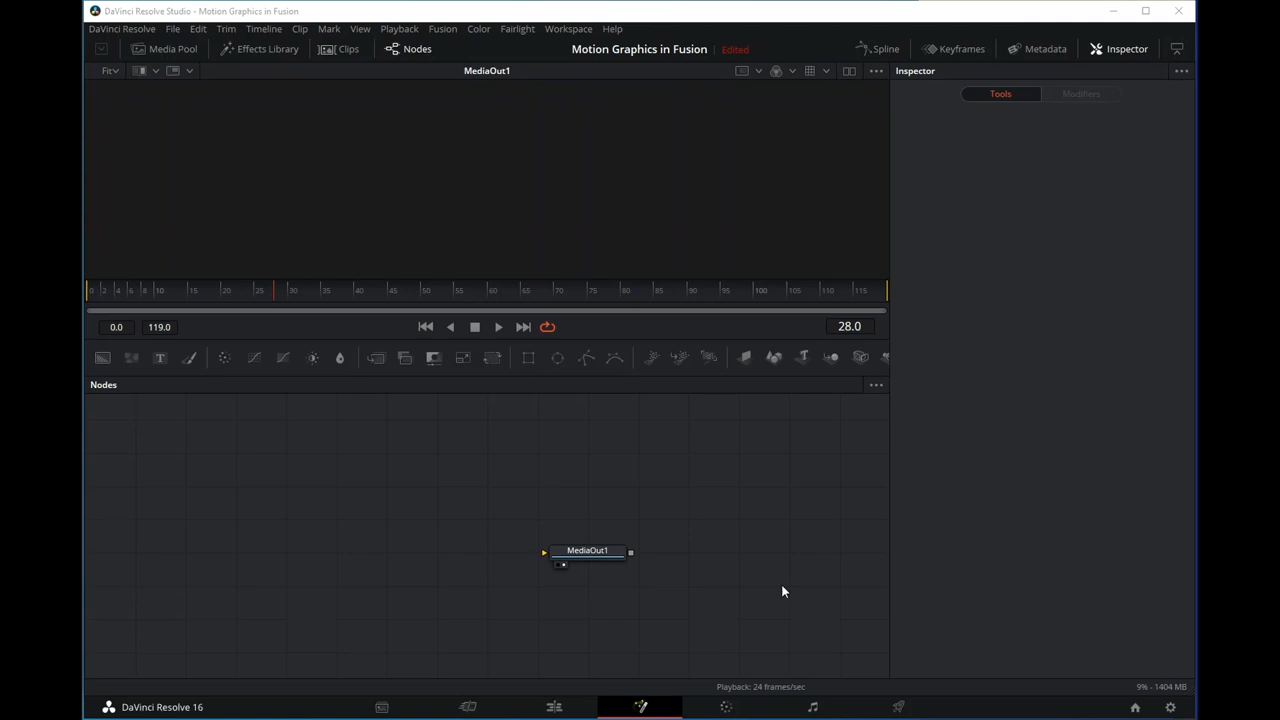 DaVinci Resolve Studio - Motion Graphics in Fusion
DaVinci Resolve File Edit Trim Timeline Clip Mark View Playback Fusion Color Fairlight Workspace Help
Media Pool Effects Library Clips Nodes Motion Graphics in Fusion Edited Spline Keyframes Metadata Inspector
Fit MediaOut1 Inspector
Tools Modifiers
0 2 4 6 8 10 15 20 25 30 35 40 45 50 55 60 65 70 75 80 85 90 95 100 105 110 115
0.0 119.0 28.0
T T
Nodes
MediaOut1
Playback: 24 frames/sec 9% - 1404 MB
DaVinci Resolve 16